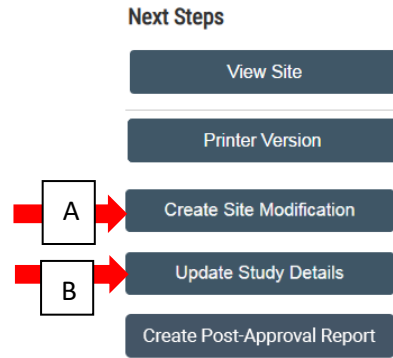 Next Steps
View Site
Printer Version
A
Create Site Modification
B
Update Study Details
Create Post-Approval Report